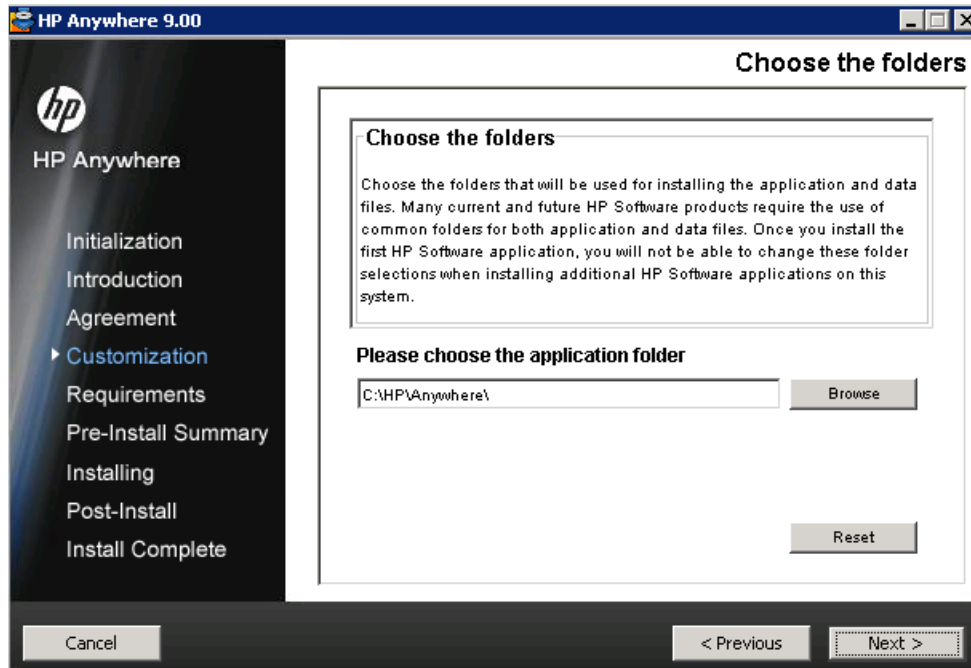 HP Anywhere 9.00
Choose the folders
hp
HP Anywhere
Initialization
Introduction
Agreement
Customization
Requirements
Pre-Install Summary
Installing
Post-Install
Install Complete
Choose the folders
Choose the folders that will be used for installing the application and data
files. Many current and future HP Software products require the use of
common folders for both application and data files. Once you install the
first HP Software application, you will not be able to change these folder
selections when installing additional HP Software applications on this
system.
Please choose the application folder
C:\HP\Anywhere\
Browse
Reset
Cancel
< Previous
Next >